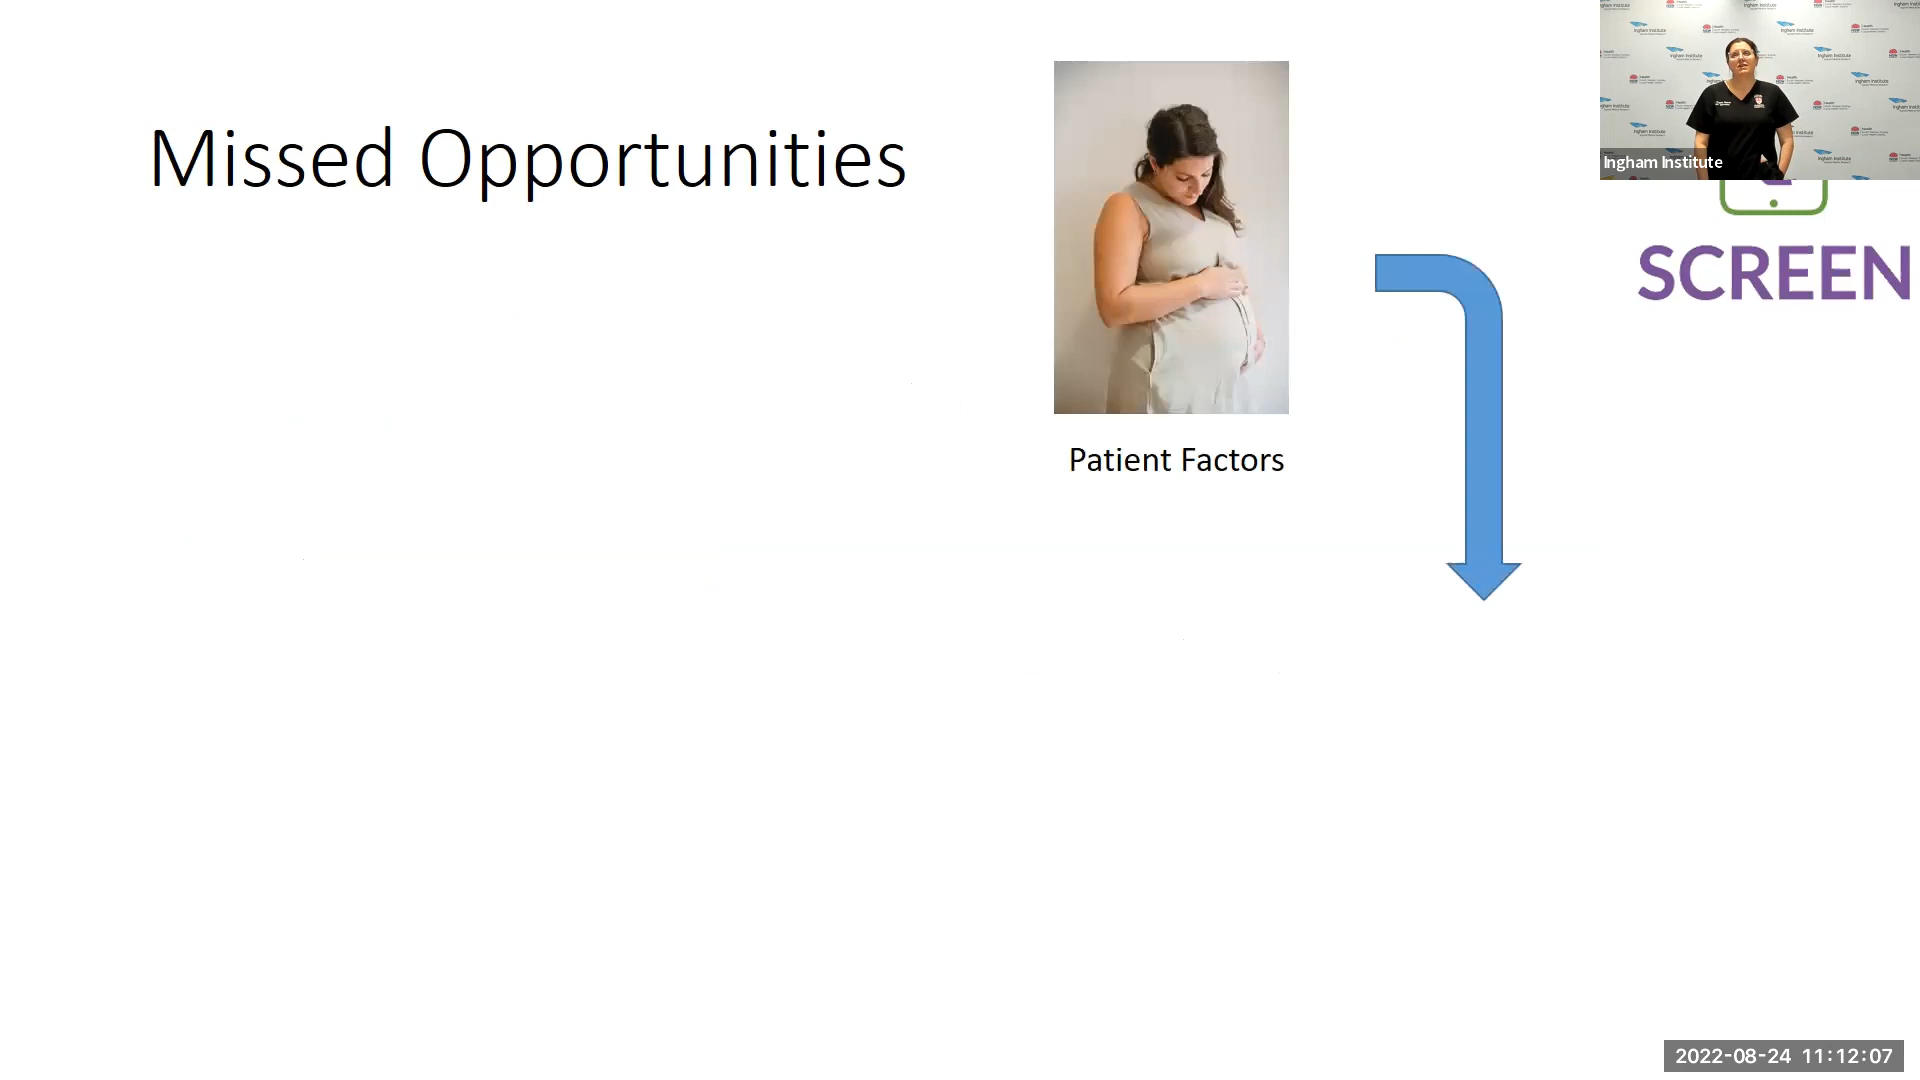 Missed Opportunities
Patient Factors
Ingham Institute
SCREEN
2022-08-24 11:12:07